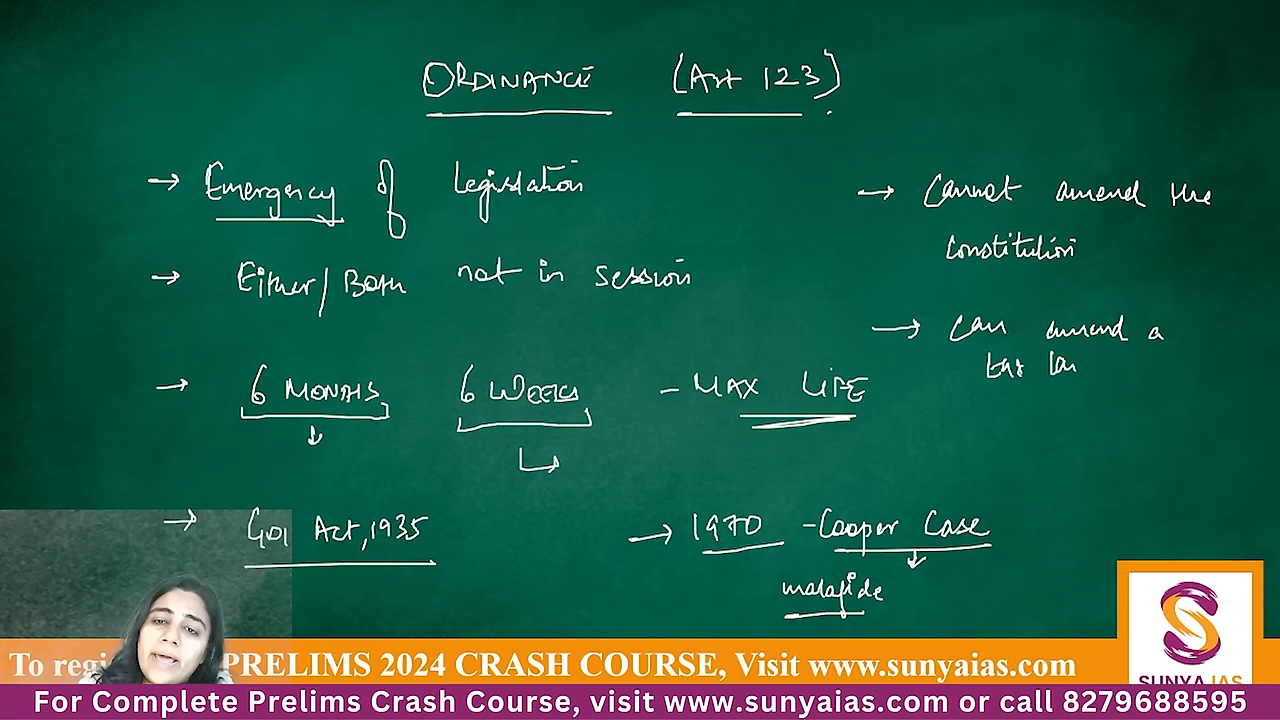 ORDINANCE (Art 123)
→ Emergency of legislation
→ Either/Both not in session
→ 6 MONTHS 6 WEEKS - MAX LIFE
→ GOI Act, 1935
→ Cannot amend the
constitution
→ Can amend a
tax law
→ 1970 - Cooper Case
malafide
SUNYA IAS
To regi PRELIMS 2024 CRASH COURSE, Visit www.sunyaias.com
For Complete Prelims Crash Course, visit www.sunyaias.com or call 8279688595